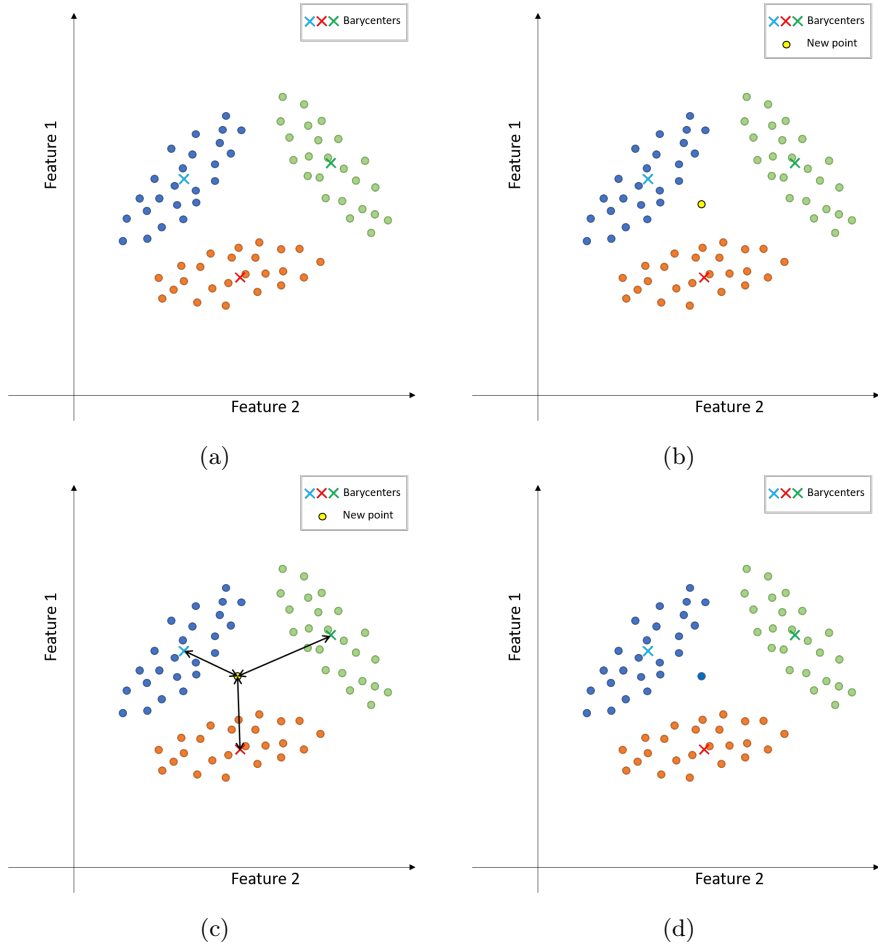 Barycenters
Feature 1
Feature 2
(a)
Barycenters
New point
Feature 1
Feature 2
(b)
Barycenters
New point
Feature 1
Feature 2
(c)
Barycenters
Feature 1
Feature 2
(d)